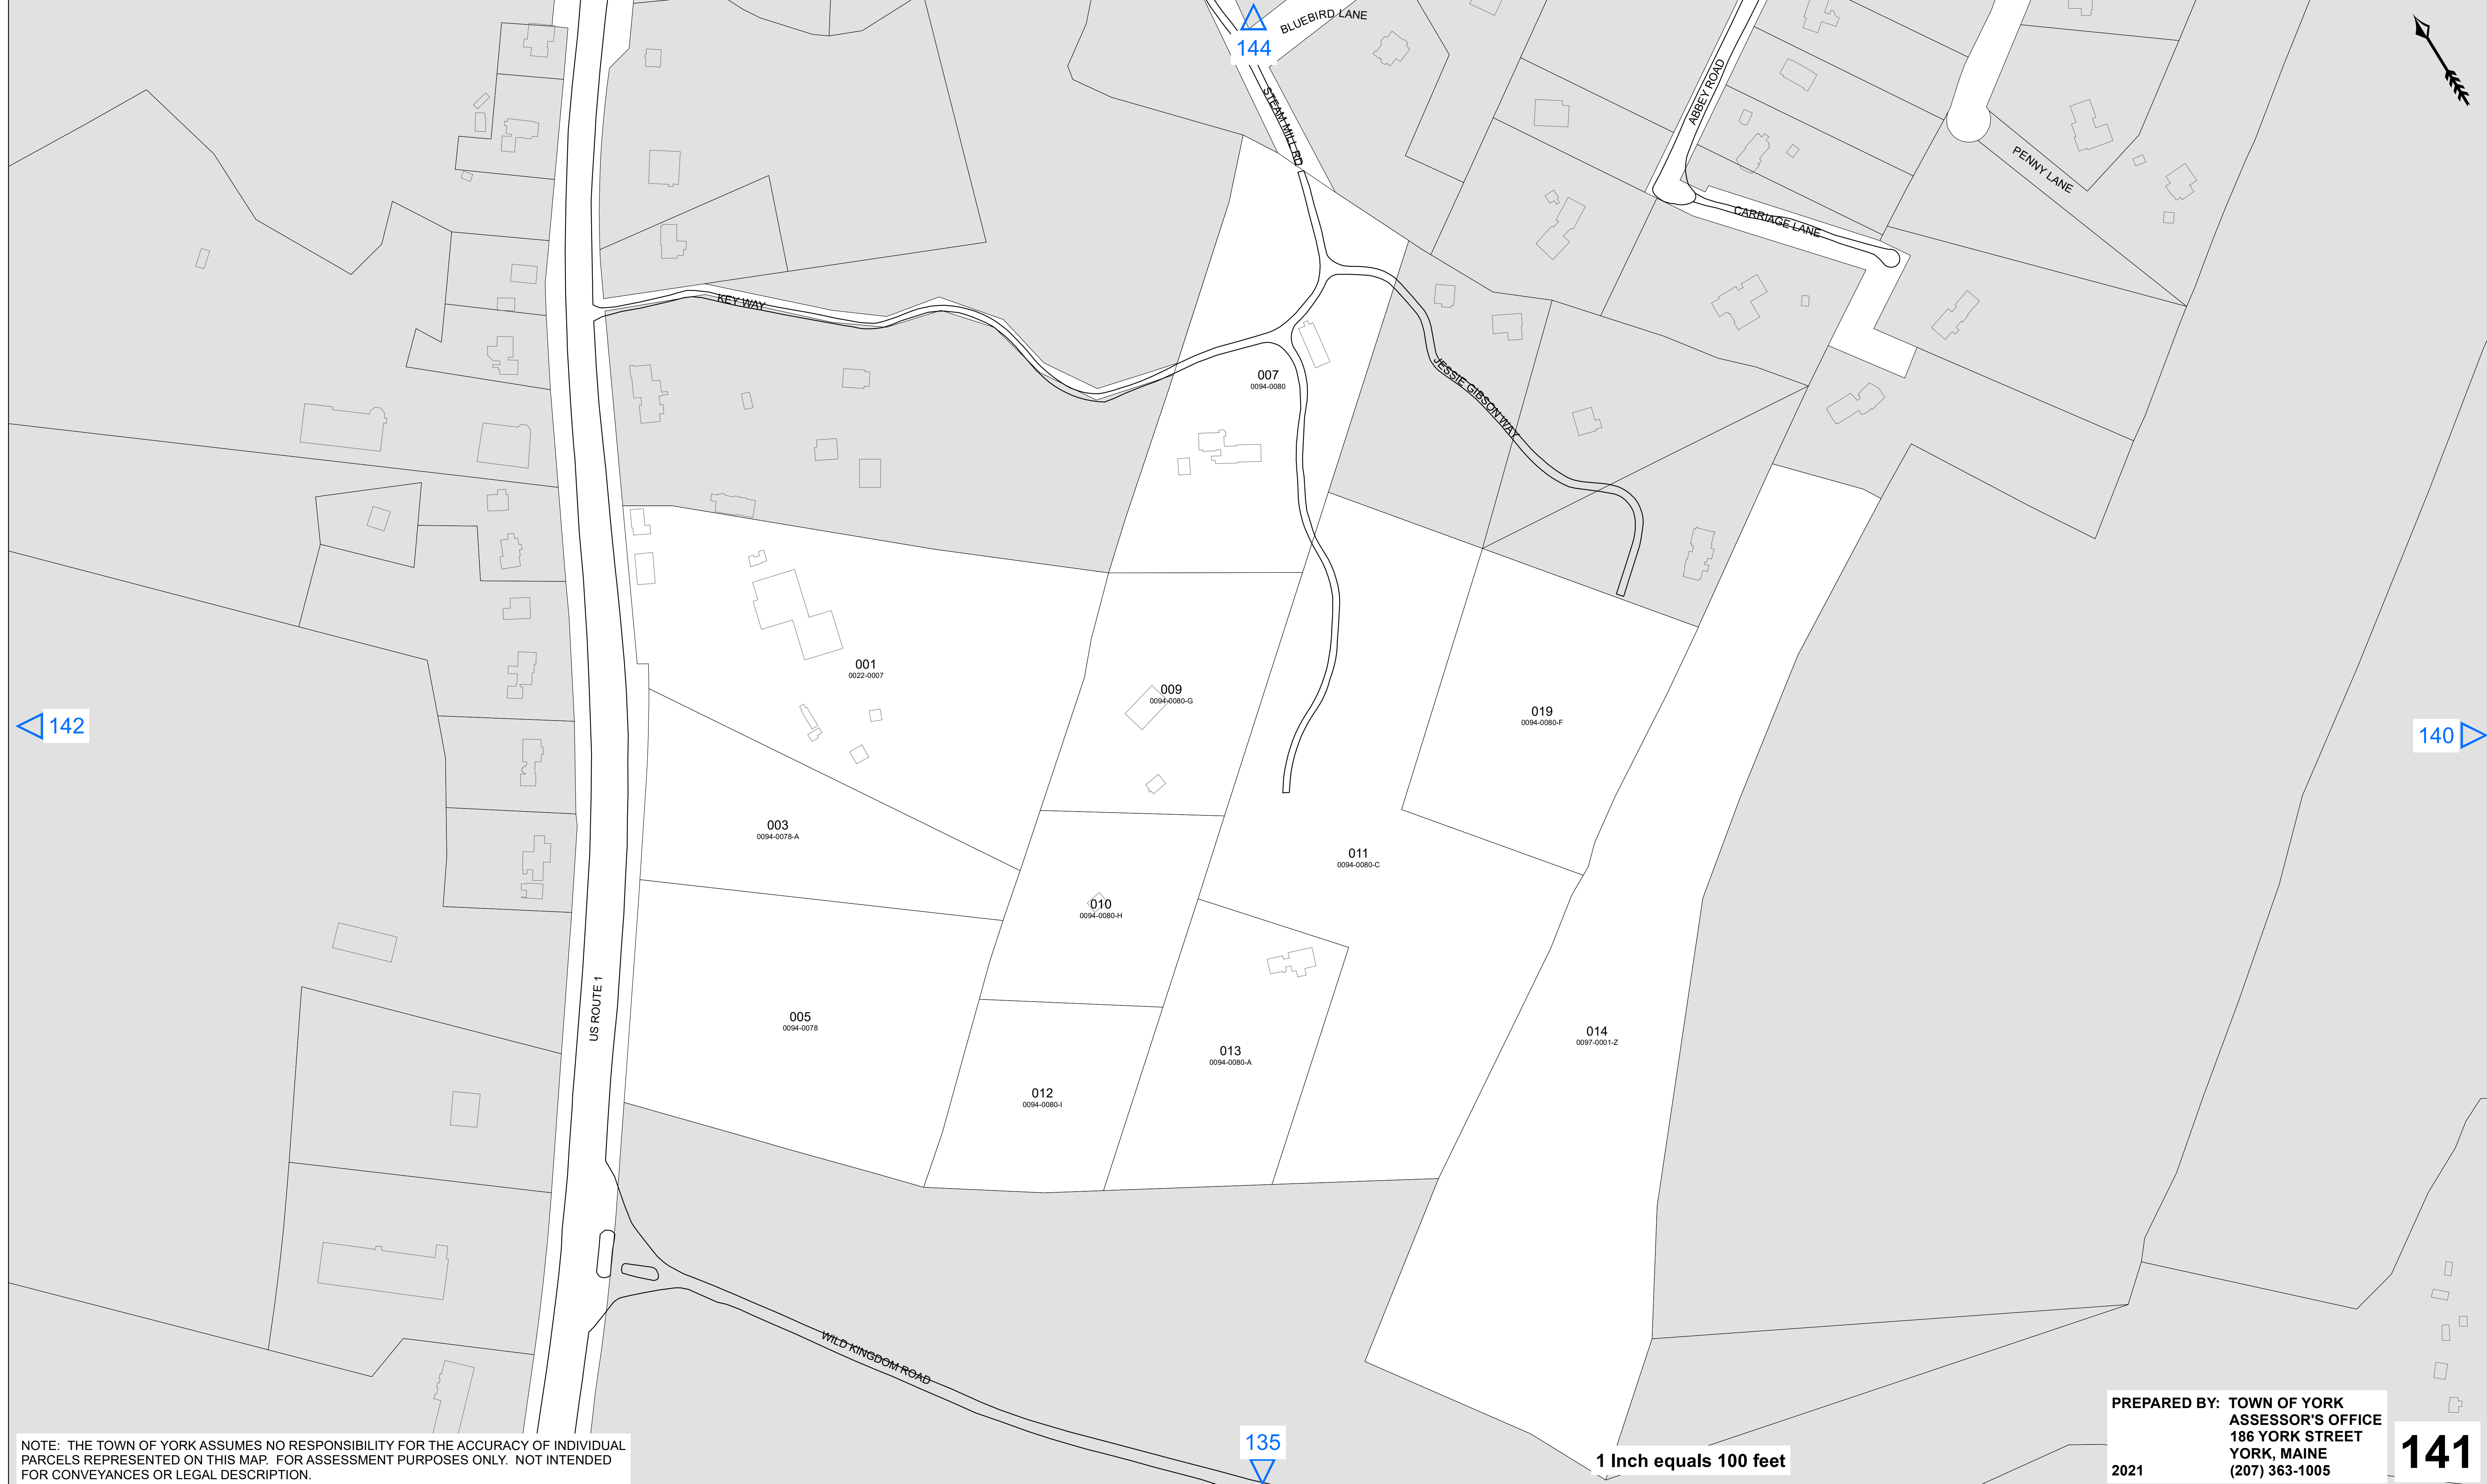 BLUEBIRD LANE
144
STEAM MILL RD
ABBEY ROAD
PENNY LANE
CARRIAGE LANE
KEY WAY
007
0094-0080
JESSIE GIBSON WAY
001
0022-0007
009
0094-0080-G
019
0094-0080-F
142
140
003
0094-0078-A
011
0094-0080-C
010
0094-0080-H
US ROUTE 1
005
0094-0078
014
0097-0001-Z
013
0094-0080-A
012
0094-0080-I
WILD KINGDOM ROAD
135
1 Inch equals 100 feet
NOTE: THE TOWN OF YORK ASSUMES NO RESPONSIBILITY FOR THE ACCURACY OF INDIVIDUAL
PARCELS REPRESENTED ON THIS MAP. FOR ASSESSMENT PURPOSES ONLY. NOT INTENDED
FOR CONVEYANCES OR LEGAL DESCRIPTION.
PREPARED BY: TOWN OF YORK
ASSESSOR'S OFFICE
186 YORK STREET
YORK, MAINE
2021 (207) 363-1005
141